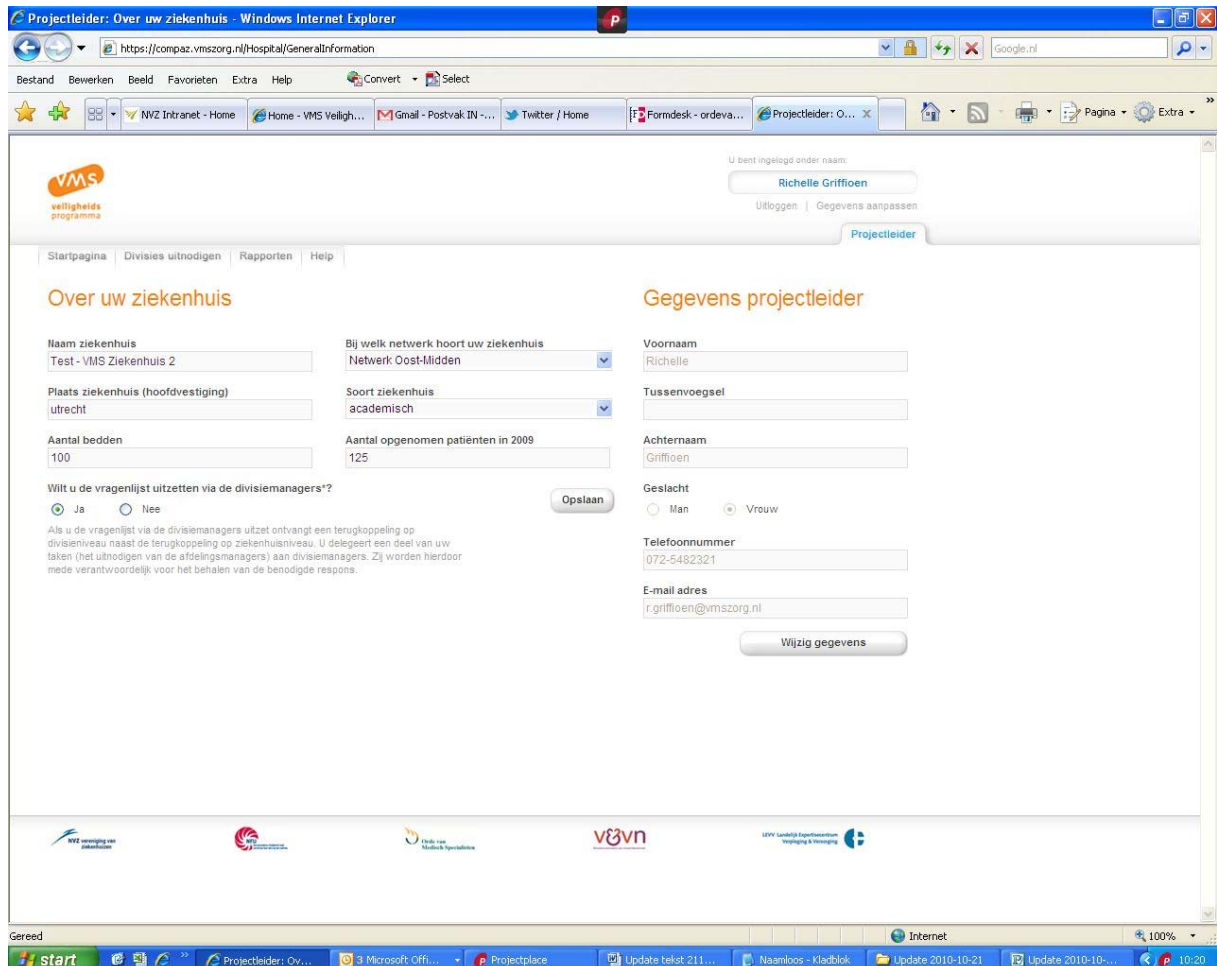 Projectleider: Over uw ziekenhuis - Windows Internet Explorer
https://compaz.vmszorg.nl/Hospital/GeneralInformation
Google.nl
Bestand Bewerken Beeld Favorieten Extra Help Convert Select
NVZ Intranet - Home Home - VMS Veiligh... Gmail - Postvak IN -... Twitter / Home Formdesk - ordeva... Projectleider: O... Pagina Extra
U bent ingelogd onder naam:
Richelle Griffioen
Uitloggen | Gegevens aanpassen
VMS
veiligheids
programma
Projectleider
Startpagina Divisies uitnodigen Rapporten Help
Over uw ziekenhuis
Naam ziekenhuis
Test - VMS Ziekenhuis 2
Bij welk netwerk hoort uw ziekenhuis
Netwerk Oost-Midden
Plaats ziekenhuis (hoofdvestiging)
utrecht
Soort ziekenhuis
academisch
Aantal bedden
100
Aantal opgenomen patiënten in 2009
125
Wilt u de vragenlijst uitzetten via de divisiemanagers*?
Ja Nee
Opslaan
Als u de vragenlijst via de divisiemanagers uitzet ontvangt een terugkoppeling op
divisieniveau naast de terugkoppeling op ziekenhuisniveau. U delegeert een deel van uw
taken (het uitnodigen van de afdelingsmanagers) aan divisiemanagers. Zij worden hierdoor
mede verantwoordelijk voor het behalen van de benodigde respons.
Gegevens projectleider
Voornaam
Richelle
Tussenvoegsel
Achternaam
Griffioen
Geslacht
Man Vrouw
Telefoonnummer
072-5482321
E-mail adres
r.griffioen@vmszorg.nl
Wijzig gegevens
NVZ vereniging van
ziekenhuizen
NFU
Orde van
Medisch Specialisten
v&vn
LEVV Landelijk Expertisecentrum
Verpleging & Verzorging
Gereed
Internet
100%
start
Projectleider: Ov... 3 Microsoft Offi... Projectplace Update tekst 211... Naamloos - Kladblok Update 2010-10-21 Update 2010-10-... 10:20